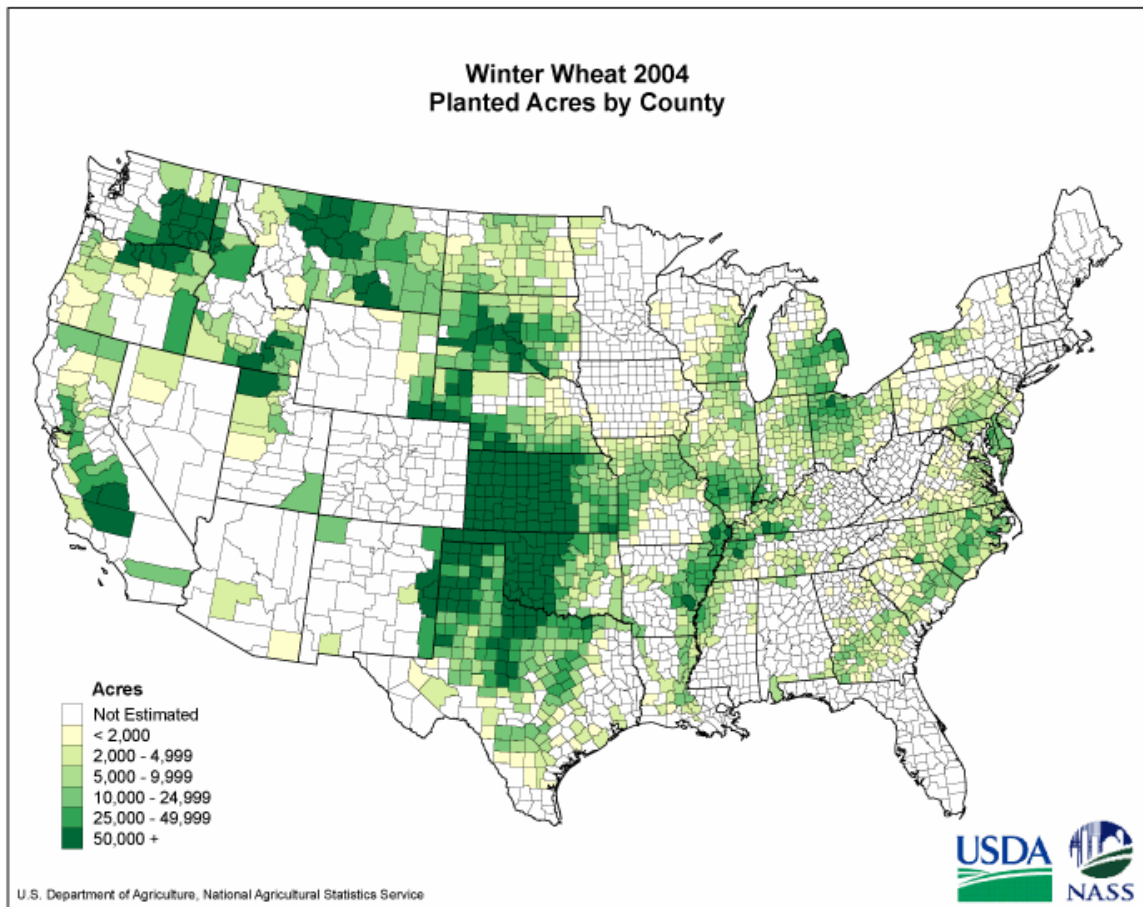 Winter Wheat 2004
Planted Acres by County
Acres
Not Estimated
< 2,000
2,000 - 4,999
5,000 - 9,999
10,000 - 24,999
25,000 - 49,999
50,000 +
U.S. Department of Agriculture, National Agricultural Statistics Service
USDA
NASS